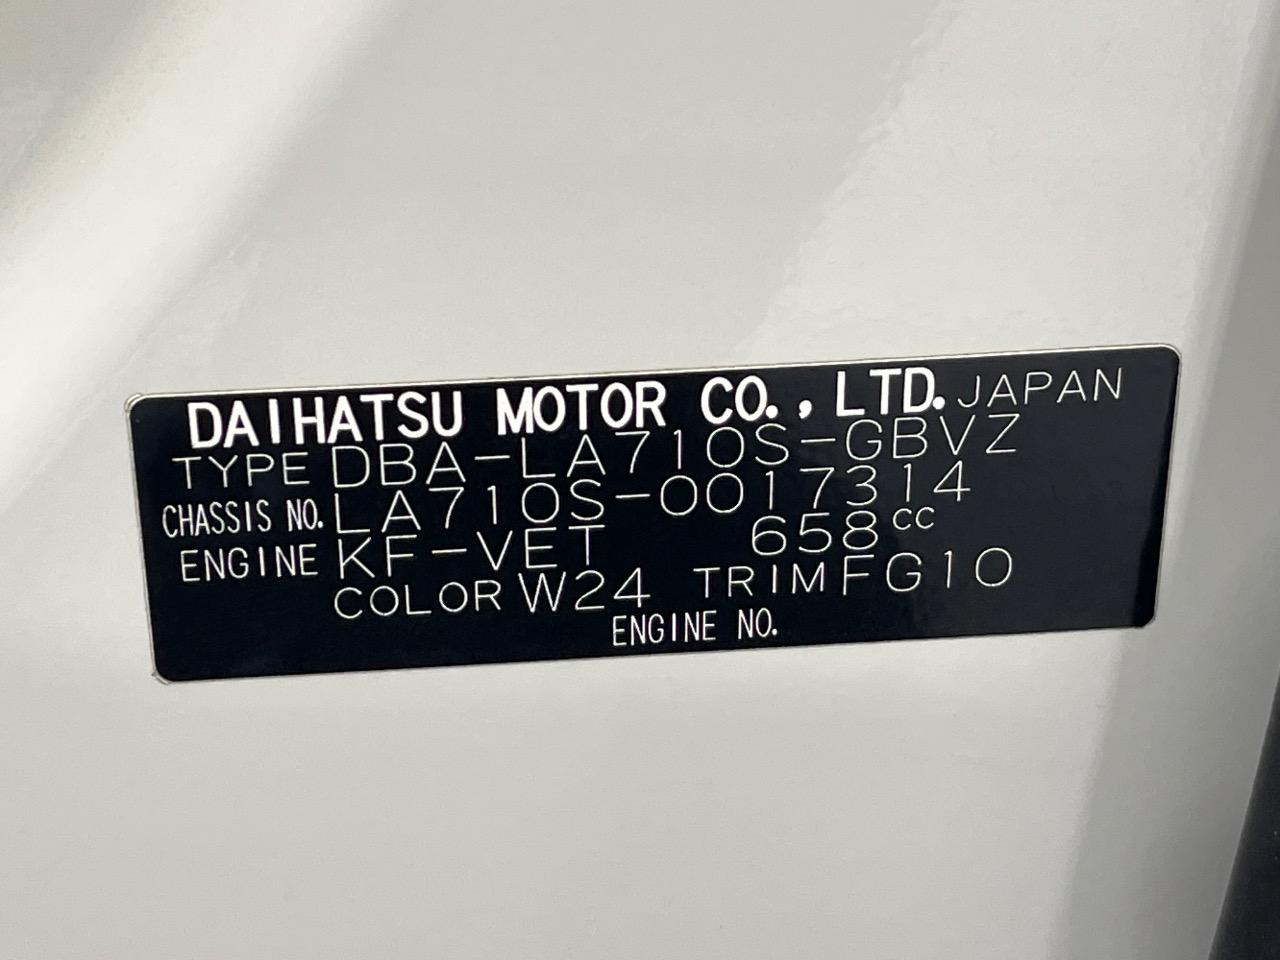 DAIHATSU MOTOR CO., LTD. JAPAN
TYPE DBA-LA710S-GBVZ
CHASSIS NO. LA710S-0017314
ENGINE KF-VET 658cc
COLOR W24 TRIM FG10
ENGINE NO.